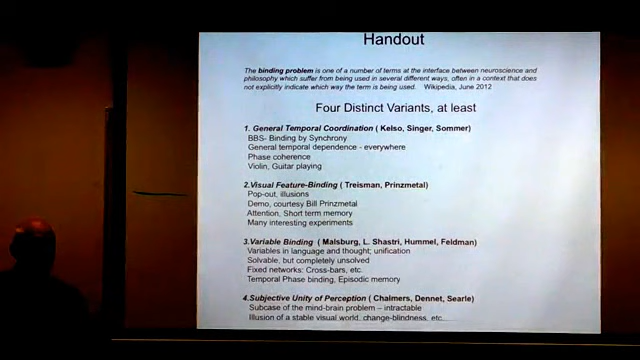 Handout
The binding problem is one of a number of terms at the interface between neuroscience and
philosophy which suffer from being used in several different ways, often in a context that does
not explicitly indicate which way the term is being used. Wikipedia, June 2012
Four Distinct Variants, at least
1. General Temporal Coordination ( Kelso, Singer, Sommer)
BBS- Binding by Synchrony
General temporal dependence - everywhere
Phase coherence
Violin, Guitar playing
2.Visual Feature-Binding ( Treisman, Prinzmetal)
Pop-out, illusions
Demo, courtesy Bill Prinzmetal
Attention, Short term memory
Many interesting experiments
3.Variable Binding ( Malsburg, L. Shastri, Hummel, Feldman)
Variables in language and thought; unification
Solvable, but completely unsolved
Fixed networks: Cross-bars, etc.
Temporal Phase binding, Episodic memory
4.Subjective Unity of Perception ( Chalmers, Dennet, Searle)
Subcase of the mind-brain problem – intractable
Illusion of a stable visual world, change-blindness, etc.